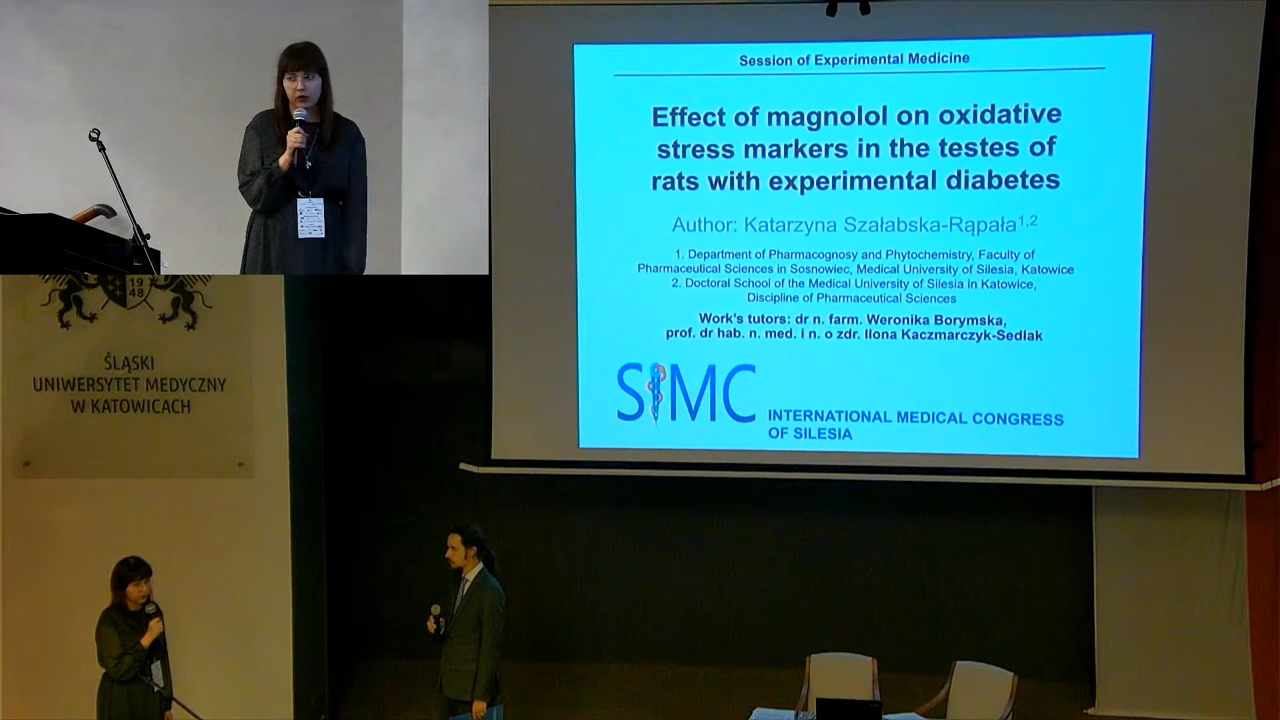 Session of Experimental Medicine
Effect of magnolol on oxidative
stress markers in the testes of
rats with experimental diabetes
Author: Katarzyna Szałabska-Rąpała1,2
1. Department of Pharmacognosy and Phytochemistry, Faculty of
Pharmaceutical Sciences in Sosnowiec, Medical University of Silesia, Katowice
2. Doctoral School of the Medical University of Silesia in Katowice,
Discipline of Pharmaceutical Sciences
Work's tutors: dr n. farm. Weronika Borymska,
prof. dr hab. n. med. i n. o zdr. Ilona Kaczmarczyk-Sedlak
SIMC
INTERNATIONAL MEDICAL CONGRESS
OF SILESIA
19
48
ŚLĄSKI
UNIWERSYTET MEDYCZNY
W KATOWICACH